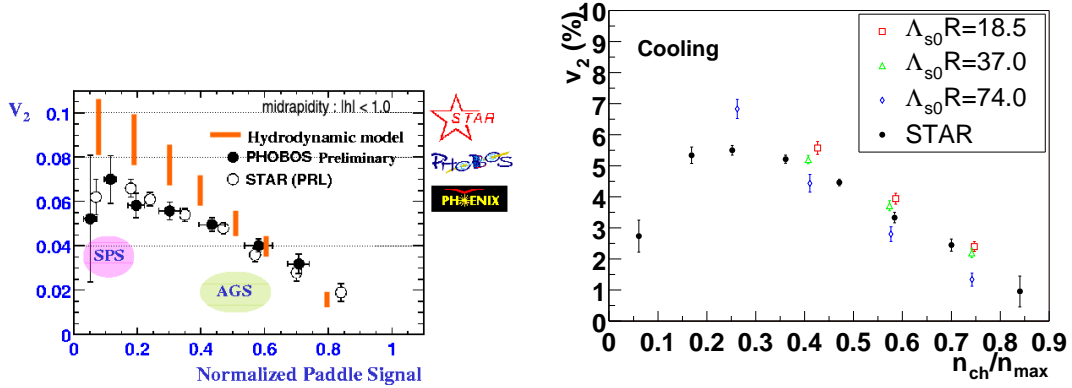 V2
0.1
0.08
0.06
0.04
0.02
0
midrapidity : |h| < 1.0
Hydrodynamic model
PHOBOS Preliminary
STAR (PRL)
SPS
AGS
0 0.2 0.4 0.6 0.8 1
Normalized Paddle Signal
STAR
PHOBOS
PHENIX
v2 (%)
10
9
8
7
6
5
4
3
2
1
0
Cooling
Λs0R=18.5
Λs0R=37.0
Λs0R=74.0
STAR
0 0.1 0.2 0.3 0.4 0.5 0.6 0.7 0.8 0.9
nch/nmax